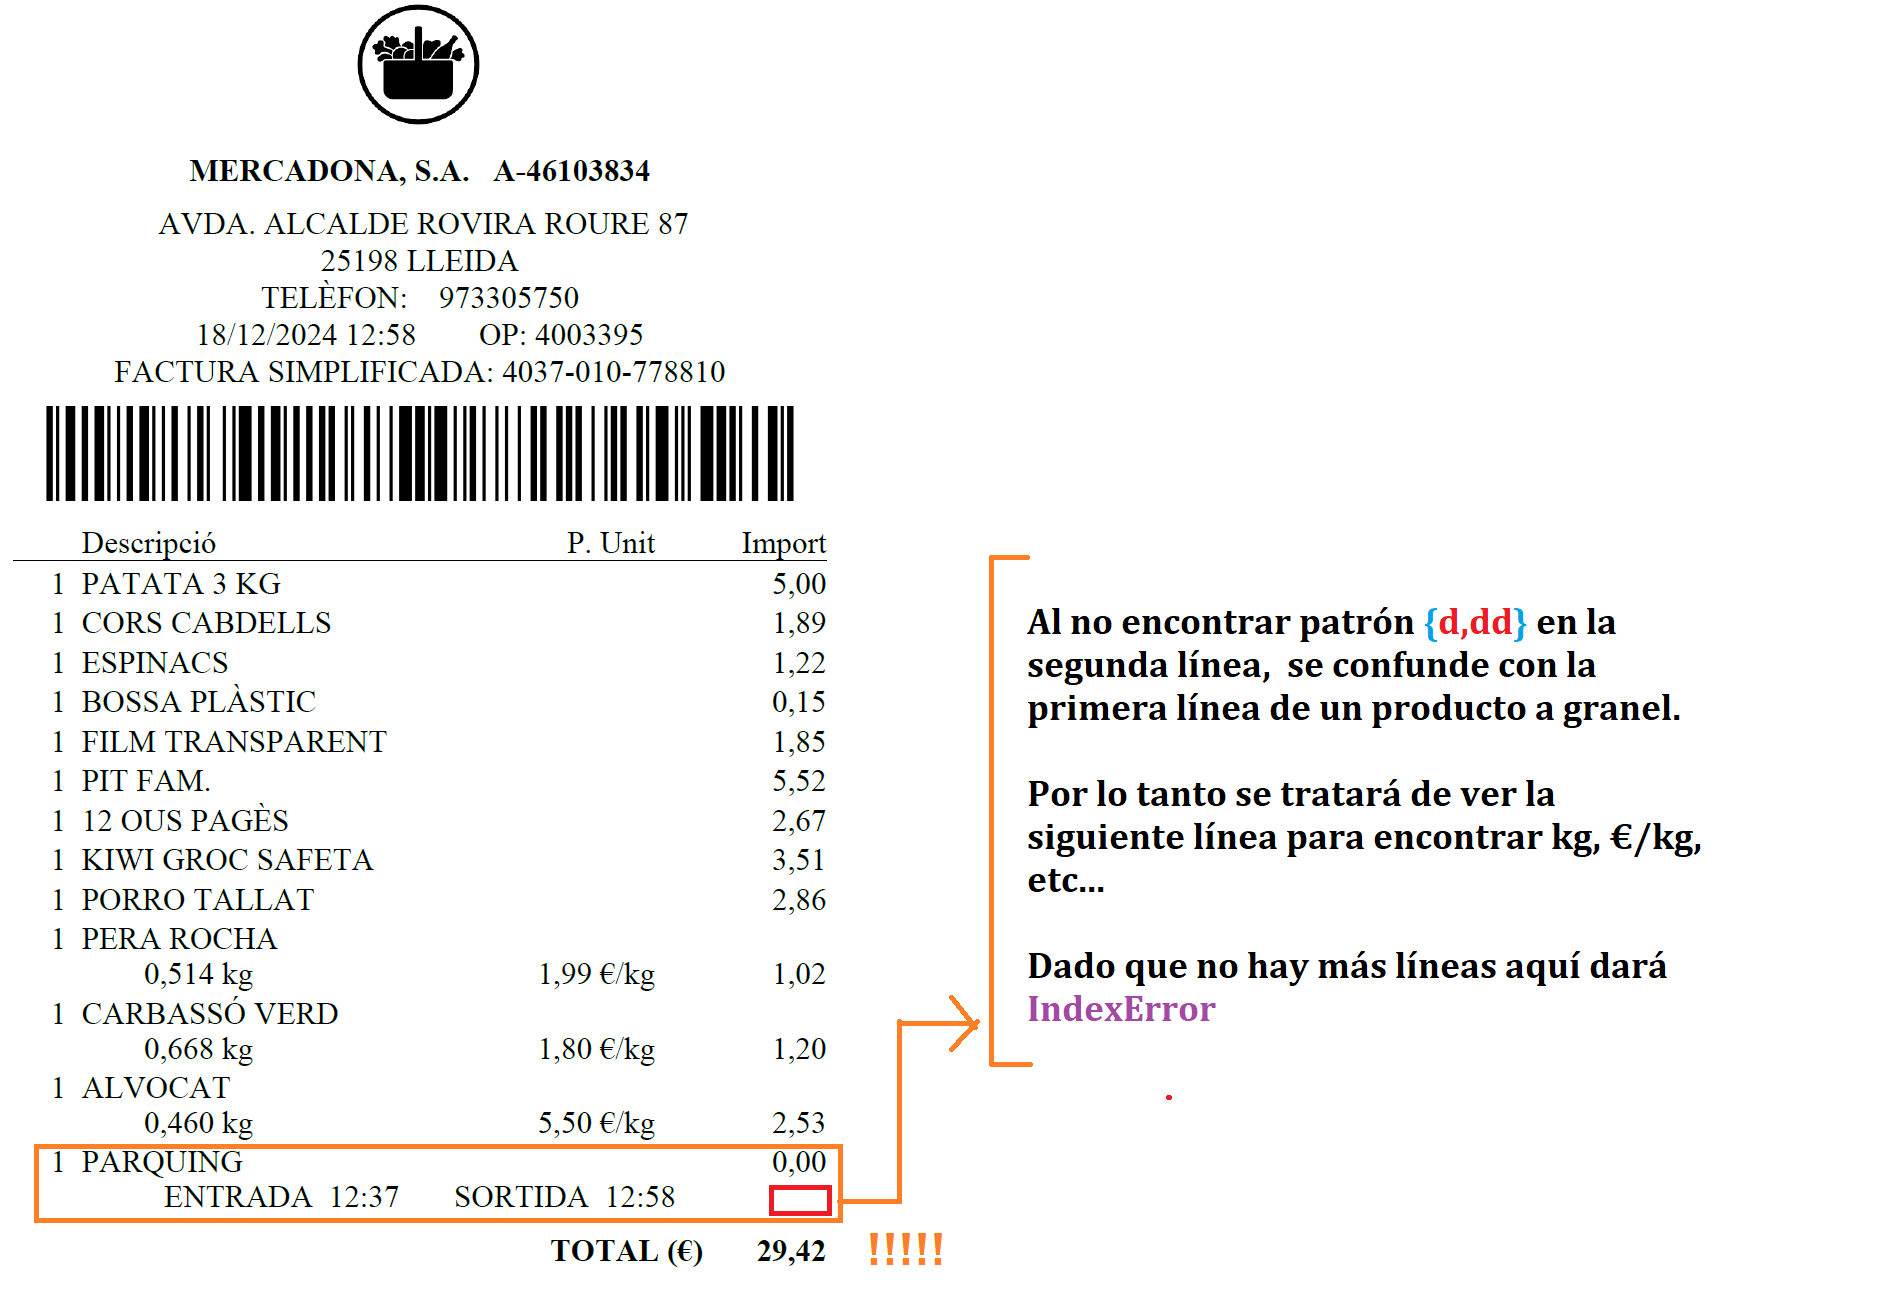 MERCADONA, S.A. A-46103834
AVDA. ALCALDE ROVIRA ROURE 87
25198 LLEIDA
TELÈFON: 973305750
18/12/2024 12:58 OP: 4003395
FACTURA SIMPLIFICADA: 4037-010-778810
Descripció P. Unit Import
1 PATATA 3 KG 5,00
1 CORS CABDELLS 1,89
1 ESPINACS 1,22
1 BOSSA PLÀSTIC 0,15
1 FILM TRANSPARENT 1,85
1 PIT FAM. 5,52
1 12 OUS PAGÈS 2,67
1 KIWI GROC SAFETA 3,51
1 PORRO TALLAT 2,86
1 PERA ROCHA
0,514 kg 1,99 €/kg 1,02
1 CARBASSÓ VERD
0,668 kg 1,80 €/kg 1,20
1 ALVOCAT
0,460 kg 5,50 €/kg 2,53
1 PARQUING 0,00
ENTRADA 12:37 SORTIDA 12:58
TOTAL (€) 29,42 !!!!!
Al no encontrar patrón {d,dd} en la
segunda línea, se confunde con la
primera línea de un producto a granel.
Por lo tanto se tratará de ver la
siguiente línea para encontrar kg, €/kg,
etc...
Dado que no hay más líneas aquí dará
IndexError